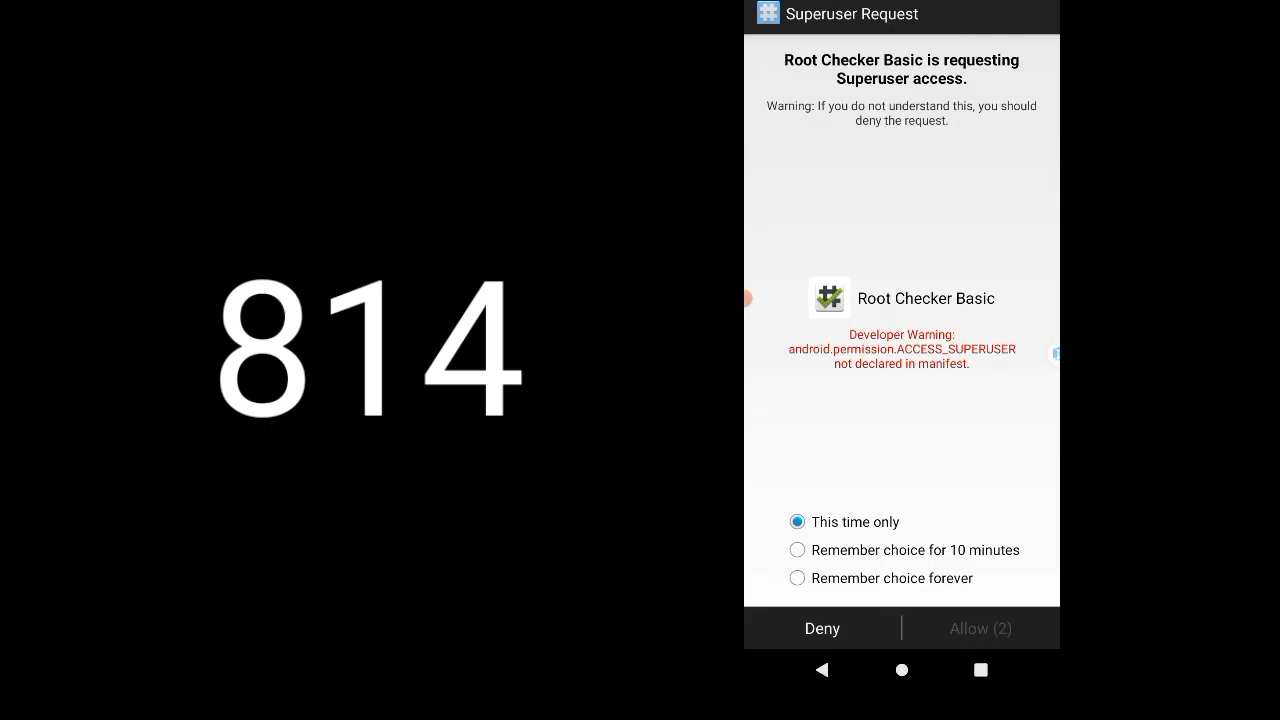 814
Superuser Request
Root Checker Basic is requesting
Superuser access.
Warning: If you do not understand this, you should
deny the request.
Root Checker Basic
Developer Warning:
android.permission.ACCESS_SUPERUSER
not declared in manifest.
This time only
Remember choice for 10 minutes
Remember choice forever
Deny
Allow (2)